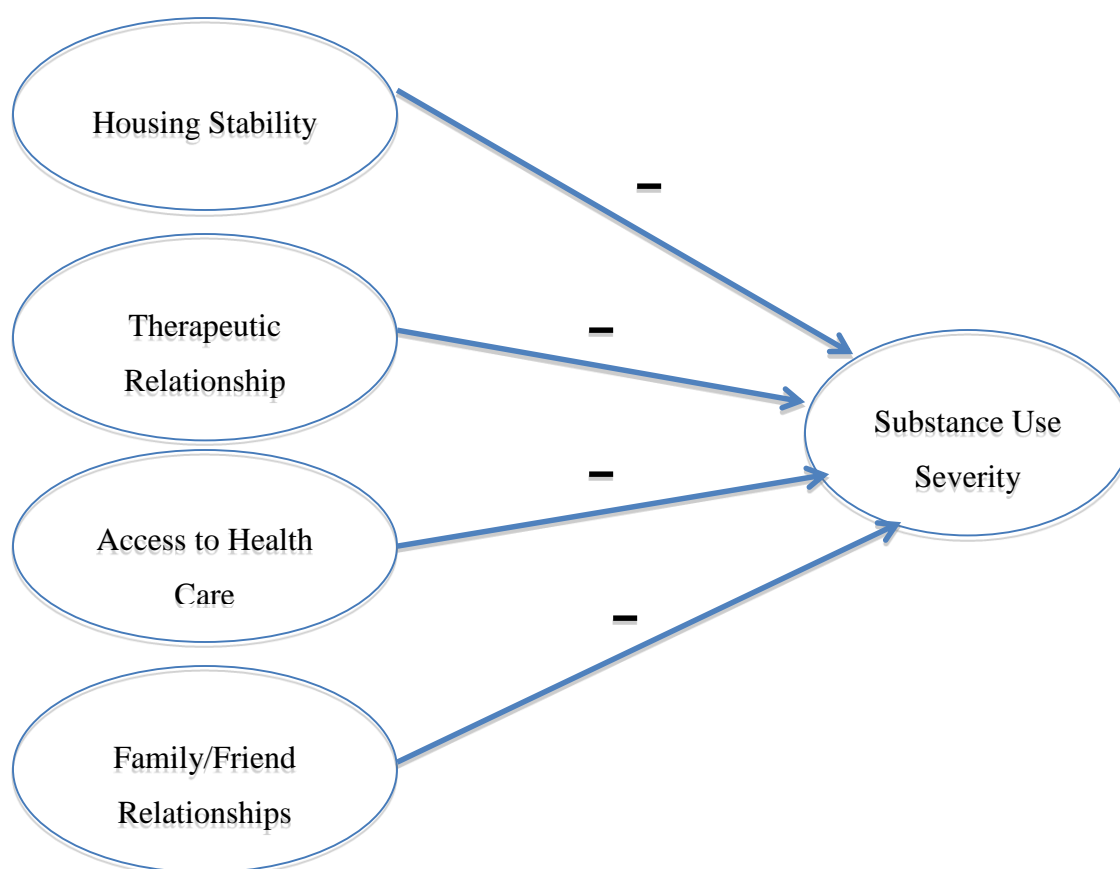 Housing Stability
–
Therapeutic
Relationship
–
Substance Use
Severity
–
Access to Health
Care
–
Family/Friend
Relationships